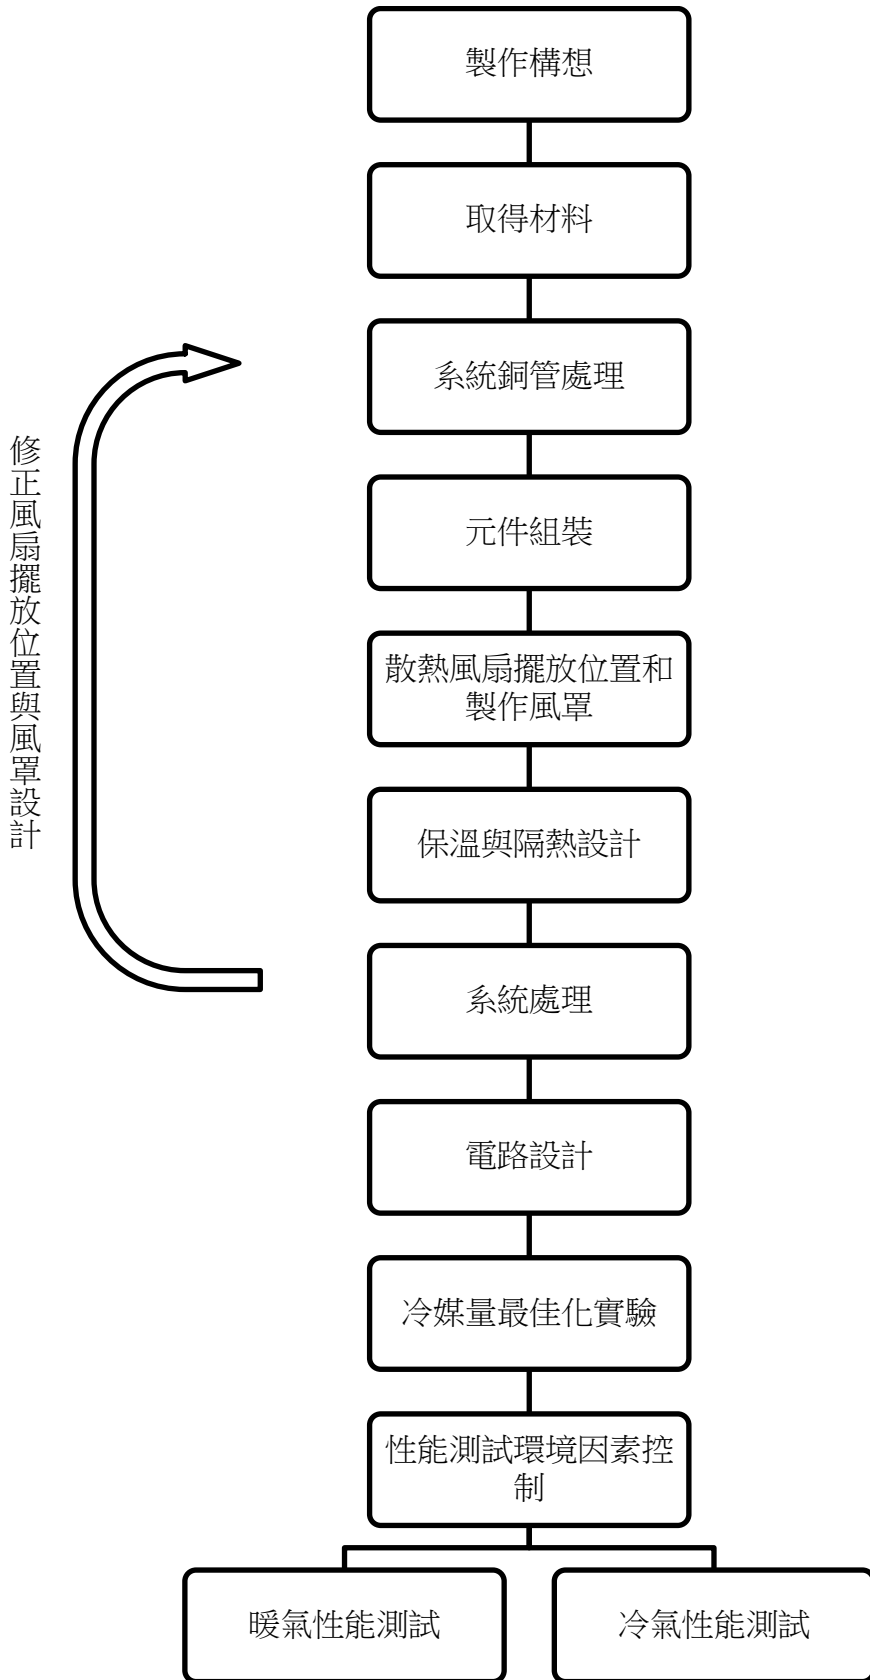 製作構想
取得材料
系統銅管處理
元件組裝
散熱風扇擺放位置和
製作風罩
保溫與隔熱設計
系統處理
電路設計
冷媒量最佳化實驗
性能測試環境因素控
制
暖氣性能測試
冷氣性能測試
修正風扇擺放位置與風罩設計